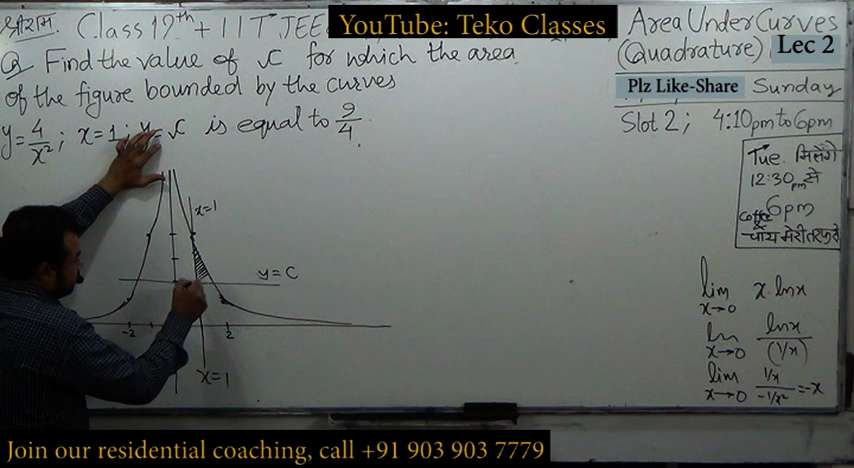 श्रीराम. Class 12th + IIT JEE
YouTube: Teko Classes
Area Under Curves
(Quadrature)
Lec 2
Plz Like-Share Sunday
Slot 2; 4:10pm to 6pm
Q Find the value of C for which the area
of the figure bounded by the curves
y=4/x²; x=1; y=C is equal to 9/4.
Tue मिलेंगे
12:30pm से
6pm
coffee
x=1
y=C
-2
2
x=1
lim x→0 x lnx
x→0 lnx/(1/x)
lim x→0 (1/x)/(-1/x²) = -x
Join our residential coaching, call +91 903 903 7779